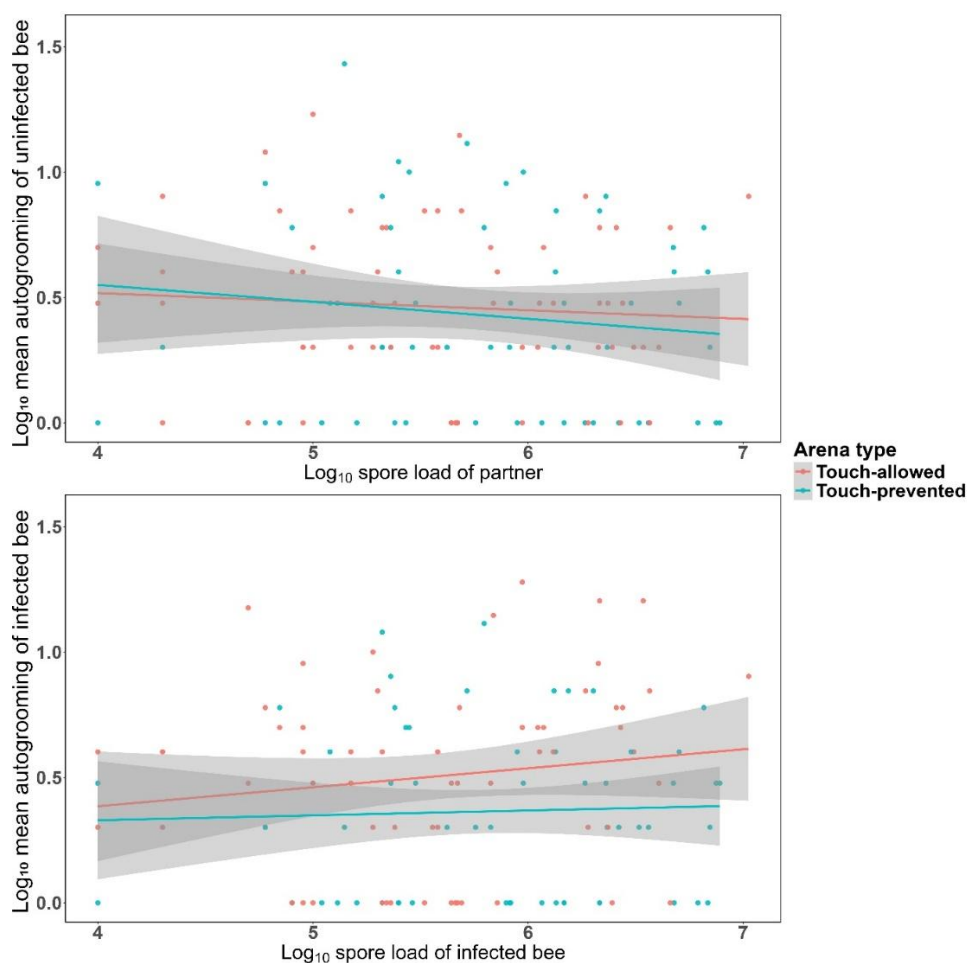 Log₁₀ mean autogrooming of uninfected bee
1.5
1.0
0.5
0.0
4 5 6 7
Log₁₀ spore load of partner
Arena type
Touch-allowed
Touch-prevented
Log₁₀ mean autogrooming of infected bee
1.5
1.0
0.5
0.0
4 5 6 7
Log₁₀ spore load of infected bee